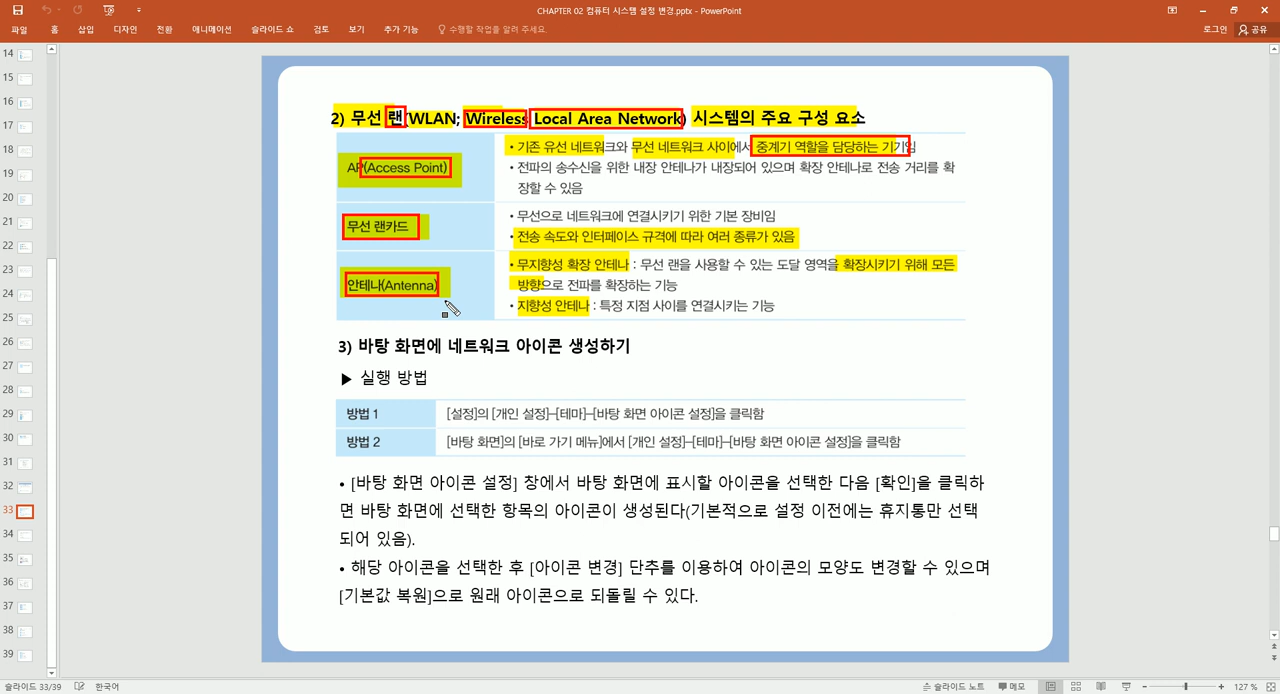 CHAPTER 02 컴퓨터 시스템 설정 변경.pptx - PowerPoint
파일 홈 삽입 디자인 전환 애니메이션 슬라이드 쇼 검토 보기 추가 기능 수행할 작업을 알려 주세요. 로그인 공유
14
15
16
17
18
19
20
21
22
23
24
25
26
27
28
29
30
31
32
33
34
35
36
37
38
39
2) 무선 랜(WLAN; Wireless Local Area Network) 시스템의 주요 구성 요소
AP(Access Point)
• 기존 유선 네트워크와 무선 네트워크 사이에서 중계기 역할을 담당하는 기기임
• 전파의 송수신을 위한 내장 안테나가 내장되어 있으며 확장 안테나로 전송 거리를 확
장할 수 있음
무선 랜카드
• 무선으로 네트워크에 연결시키기 위한 기본 장비임
• 전송 속도와 인터페이스 규격에 따라 여러 종류가 있음
안테나(Antenna)
• 무지향성 확장 안테나 : 무선 랜을 사용할 수 있는 도달 영역을 확장시키기 위해 모든
방향으로 전파를 확장하는 기능
• 지향성 안테나 : 특정 지점 사이를 연결시키는 기능
3) 바탕 화면에 네트워크 아이콘 생성하기
▶ 실행 방법
방법 1 [설정]의 [개인 설정]-[테마]-[바탕 화면 아이콘 설정]을 클릭함
방법 2 [바탕 화면]의 [바로 가기 메뉴]에서 [개인 설정]-[테마]-[바탕 화면 아이콘 설정]을 클릭함
• [바탕 화면 아이콘 설정] 창에서 바탕 화면에 표시할 아이콘을 선택한 다음 [확인]을 클릭하
면 바탕 화면에 선택한 항목의 아이콘이 생성된다(기본적으로 설정 이전에는 휴지통만 선택
되어 있음).
• 해당 아이콘을 선택한 후 [아이콘 변경] 단추를 이용하여 아이콘의 모양도 변경할 수 있으며
[기본값 복원]으로 원래 아이콘으로 되돌릴 수 있다.
슬라이드 33/39 한국어 슬라이드 노트 메모 127 %